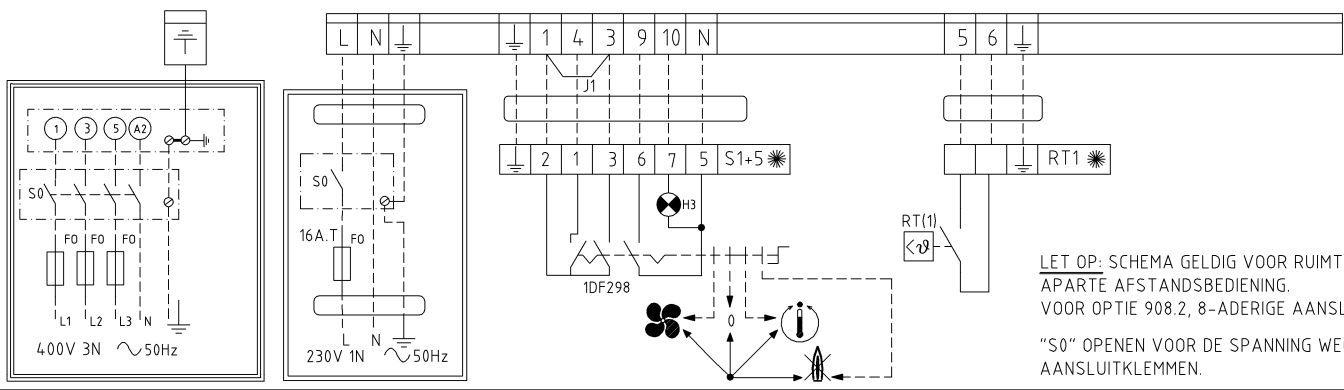 L N 1 4 3 9 10 N 5 6
J1
1 3 5 A2
2 1 3 6 7 5 S1+5
RT1
S0
S0
H3
16A.T F0
F0 F0 F0
RT(1)
<ϑ
1DF298
0
L1 L2 L3 N
400V 3N ~50Hz
L N
230V 1N ~50Hz
LET OP: SCHEMA GELDIG VOOR RUIMT
APARTE AFSTANDSBEDIENING.
VOOR OPTIE 908.2, 8-ADERIGE AANSL
"S0" OPENEN VOOR DE SPANNING WE
AANSLUITKLEMMEN.